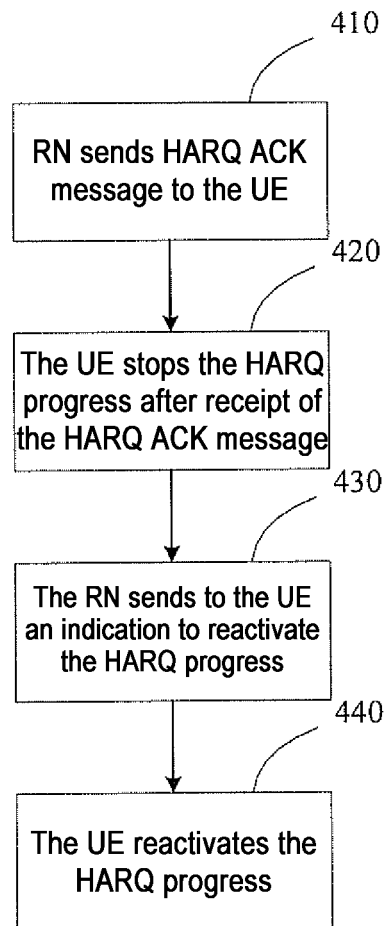 410
RN sends HARQ ACK
message to the UE
420
The UE stops the HARQ
progress after receipt of
the HARQ ACK message
430
The RN sends to the UE
an indication to reactivate
the HARQ progress
440
The UE reactivates the
HARQ progress